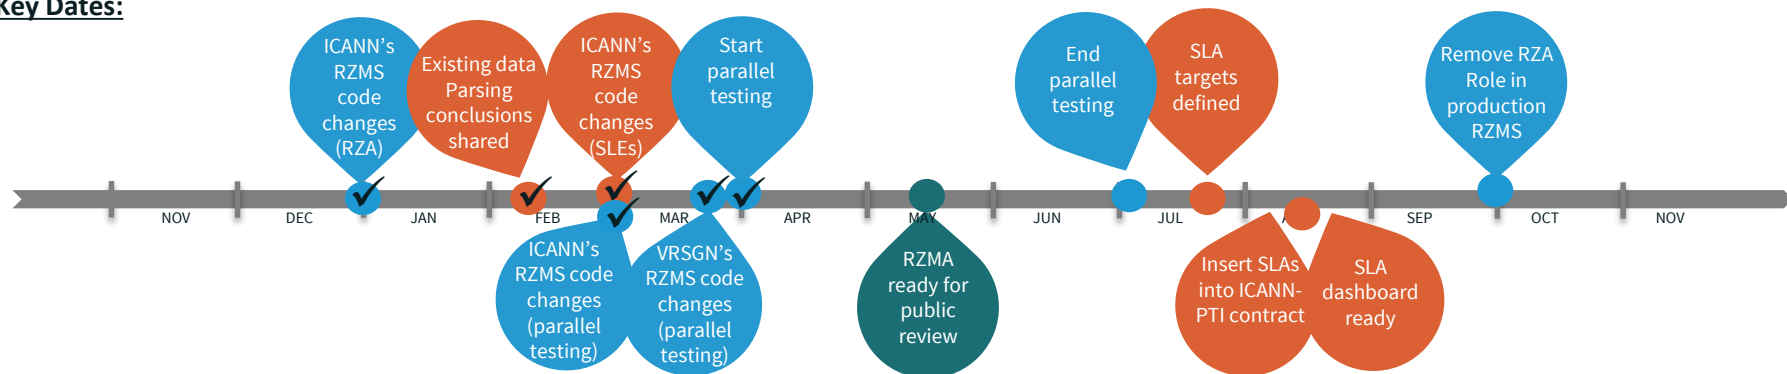 Key Dates:
ICANN's
RZMS
code
changes
(RZA)
Existing data
Parsing
conclusions
shared
ICANN's
RZMS
code
changes
(SLEs)
Start
parallel
testing
End
parallel
testing
SLA
targets
defined
Remove RZA
Role in
production
RZMS
NOV
DEC
JAN
FEB
MAR
APR
MAY
JUN
JUL
SEP
OCT
NOV
ICANN's
RZMS code
changes
(parallel
testing)
VRSGN's
RZMS code
changes
(parallel
testing)
RZMA
ready for
public
review
Insert SLAs
into ICANN-
PTI contract
SLA
dashboard
ready